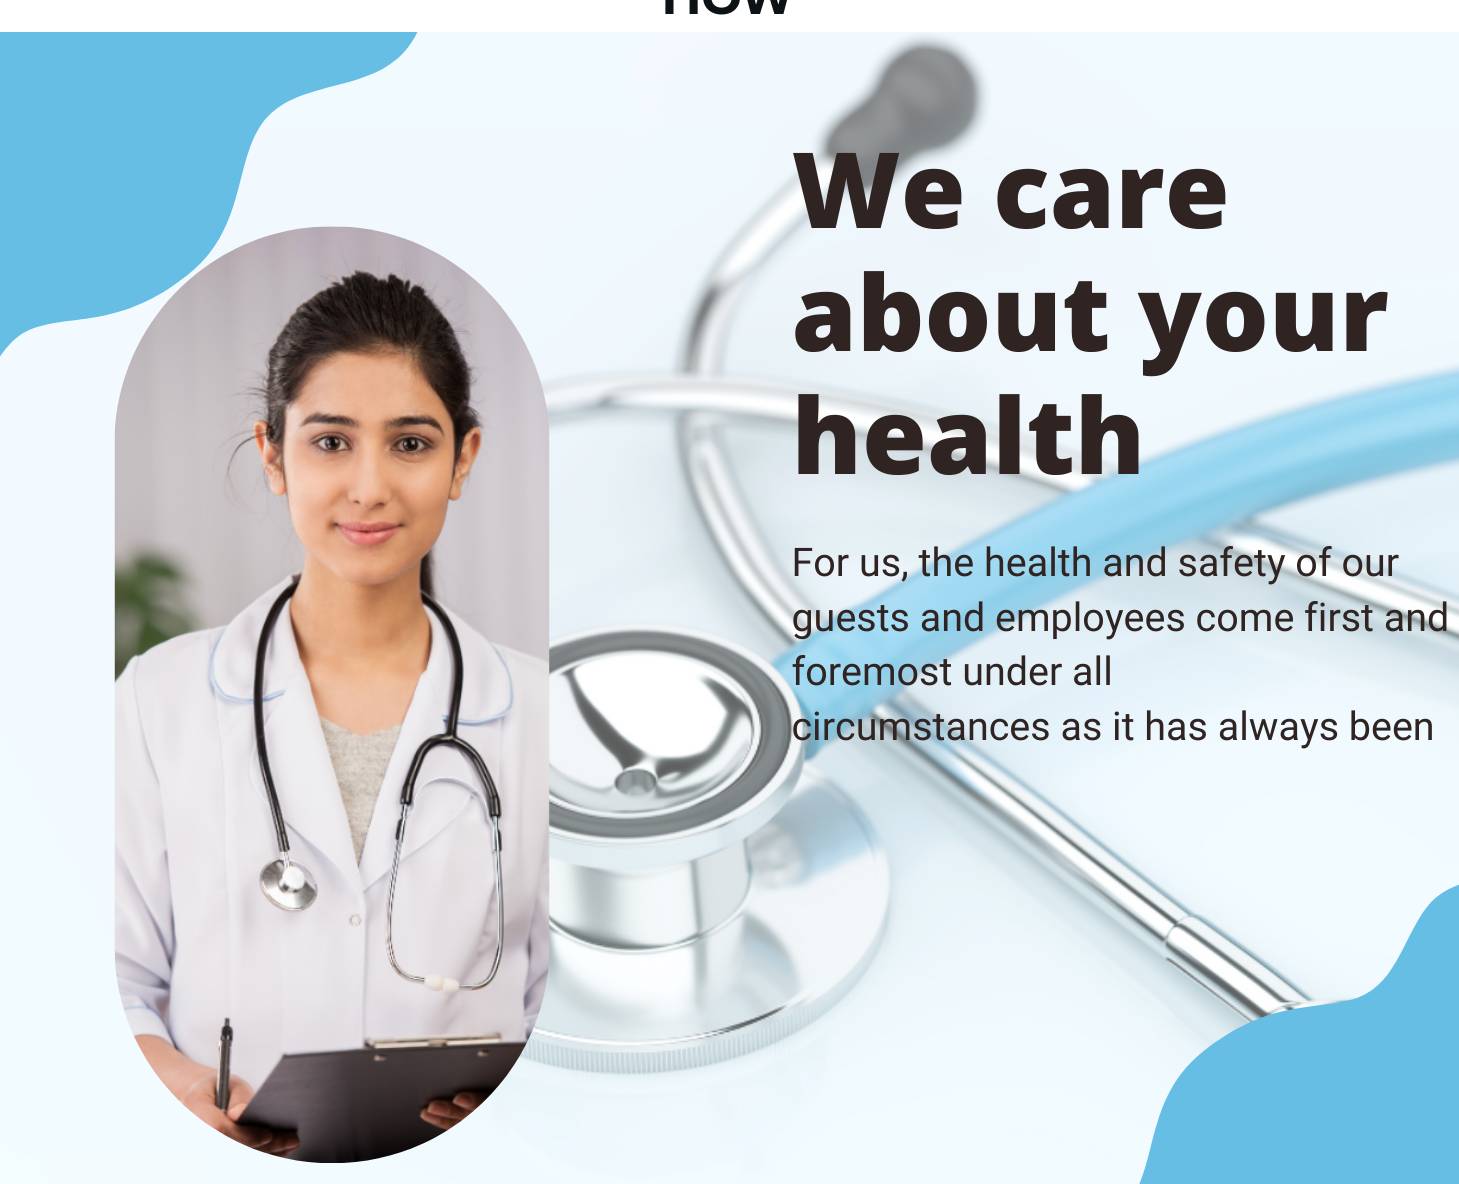 We care
about your
health
For us, the health and safety of our
guests and employees come first and
foremost under all
circumstances as it has always been